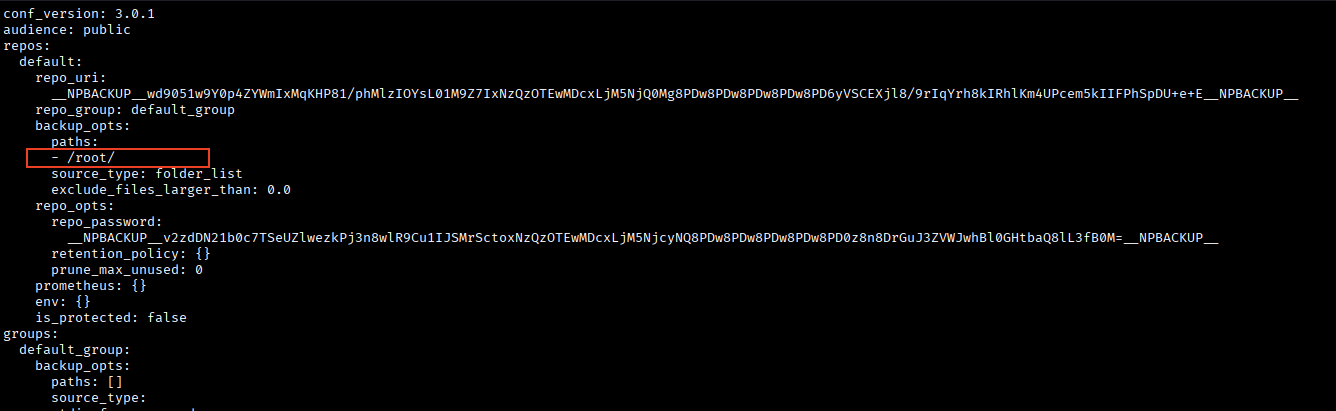 conf_version: 3.0.1
audience: public
repos:
default:
repo_uri:
__NPBACKUP__wd9051w9Y0p4ZYWmIxMqKHP81/phMlzIOYsL01M9Z7IxNzQzOTEwMDcxLjM5NjQ0Mg8PDw8PDw8PDw8PDw8PD6yVSCEXjl8/9rIqYrh8kIRhlKm4UPcem5kIIFPhSpDU+e+E__NPBACKUP__
repo_group: default_group
backup_opts:
paths:
- /root/
source_type: folder_list
exclude_files_larger_than: 0.0
repo_opts:
repo_password:
__NPBACKUP__v2zdDN21b0c7TSeUZlwezkPj3n8wlR9Cu1IJSMrSctoxNzQzOTEwMDcxLjM5NjcyNQ8PDw8PDw8PDw8PDw8PD0z8n8DrGuJ3ZVWJwhBl0GHtbaQ8lL3fB0M=__NPBACKUP__
retention_policy: {}
prune_max_unused: 0
prometheus: {}
env: {}
is_protected: false
groups:
default_group:
backup_opts:
paths: []
source_type: